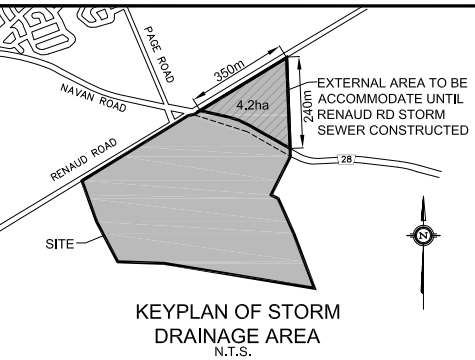 PAGE ROAD
350m
NAVAN ROAD
4.2ha
240m
EXTERNAL AREA TO BE
ACCOMMODATE UNTIL
RENAUD RD STORM
SEWER CONSTRUCTED
RENAUD ROAD
28
SITE
N
KEYPLAN OF STORM
DRAINAGE AREA
N.T.S.